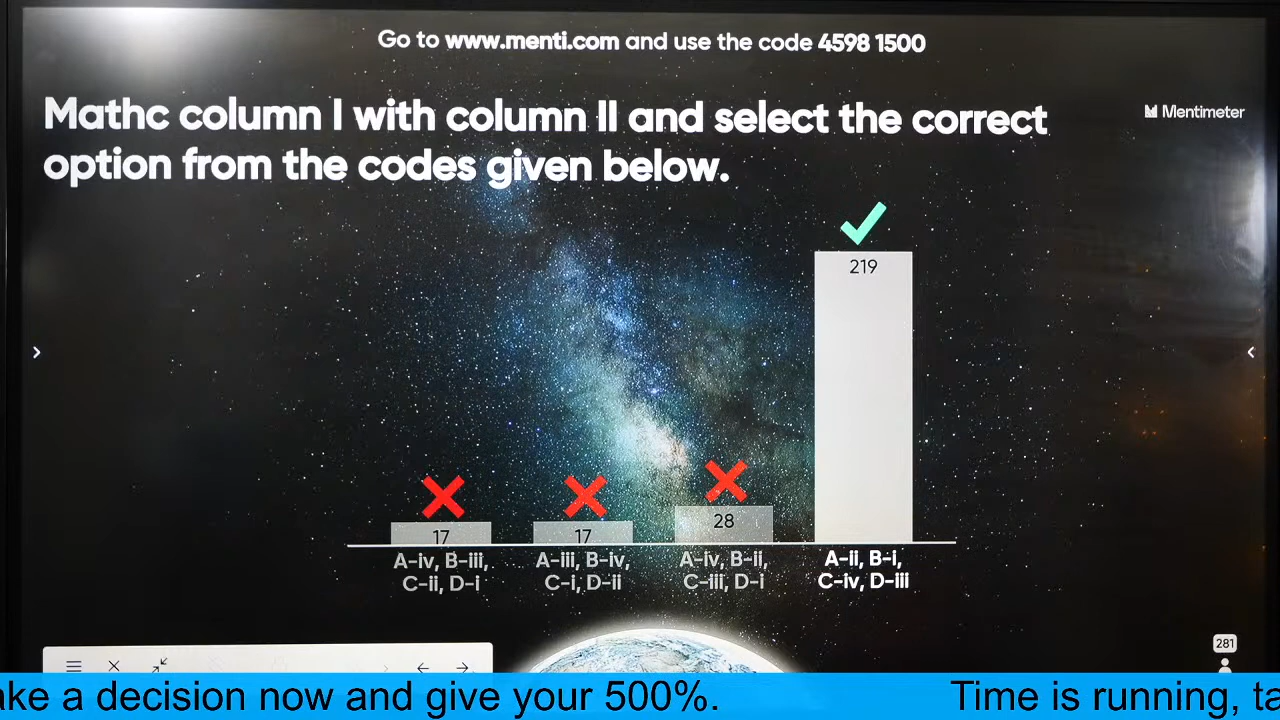 Go to www.menti.com and use the code 4598 1500
Mathc column I with column II and select the correct
option from the codes given below.
Mentimeter
219
17
17
28
A-iv, B-iii,
C-ii, D-i
A-iii, B-iv,
C-i, D-ii
A-iv, B-ii,
C-iii, D-i
A-ii, B-i,
C-iv, D-iii
281
ake a decision now and give your 500%.
Time is running, ta